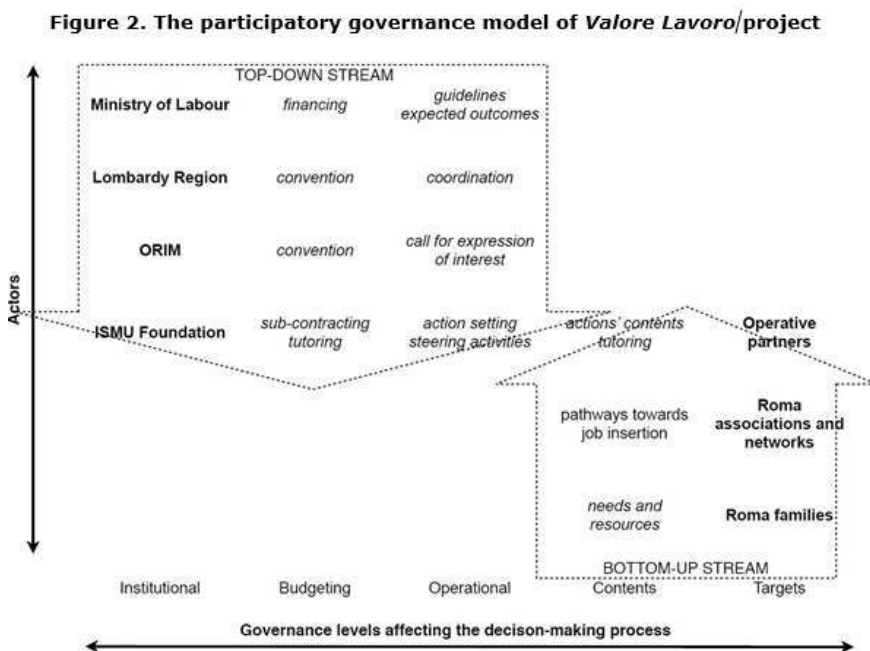 Figure 2. The participatory governance model of Valore Lavoro/project
TOP-DOWN STREAM
Ministry of Labour
financing
guidelines
expected outcomes
Lombardy Region
convention
coordination
ORIM
convention
call for expression
of interest
Actors
ISMU Foundation
sub-contracting
tutoring
action setting
steering activities
actions' contents
tutoring
Operative
partners
pathways towards
job insertion
Roma
associations and
networks
needs and
resources
Roma families
BOTTOM-UP STREAM
Institutional
Budgeting
Operational
Contents
Targets
Governance levels affecting the decison-making process